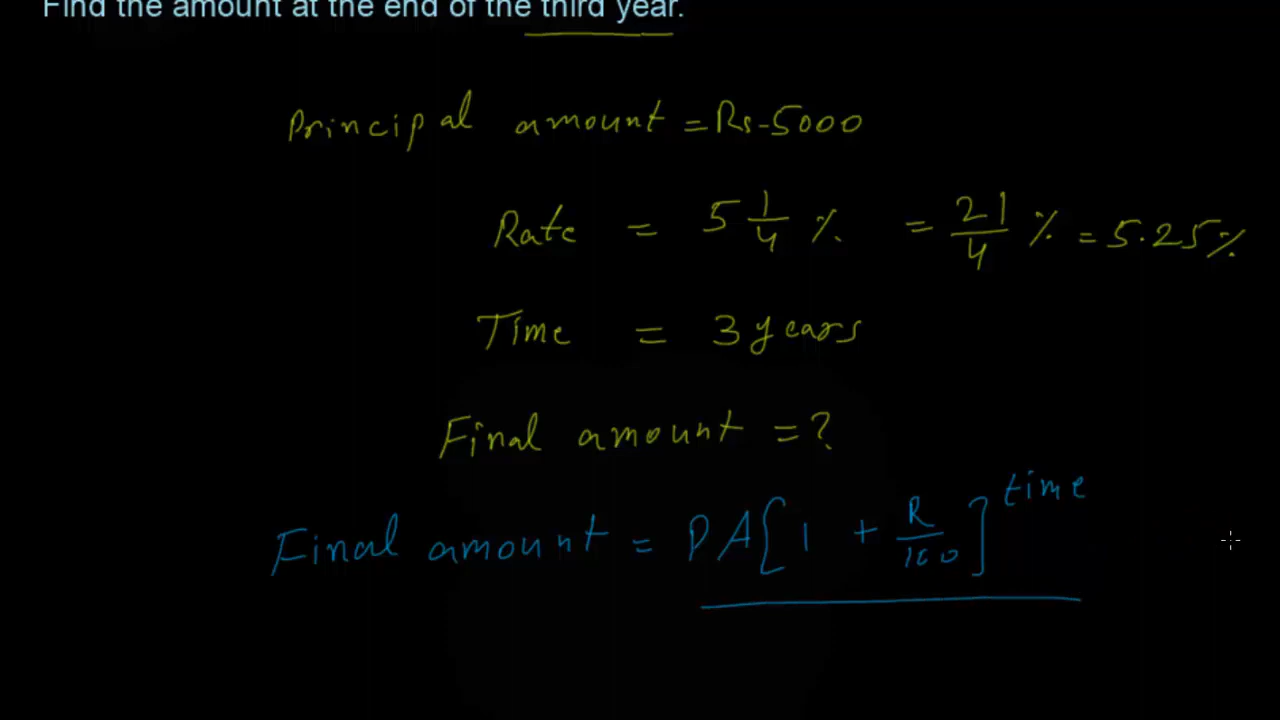 Find the amount at the end of the third year.
Principal amount = Rs-5000
Rate = 5 1/4 % = 21/4 % = 5.25%
Time = 3 years
Final amount = ?
Final amount = PA[1 + R/100]^time